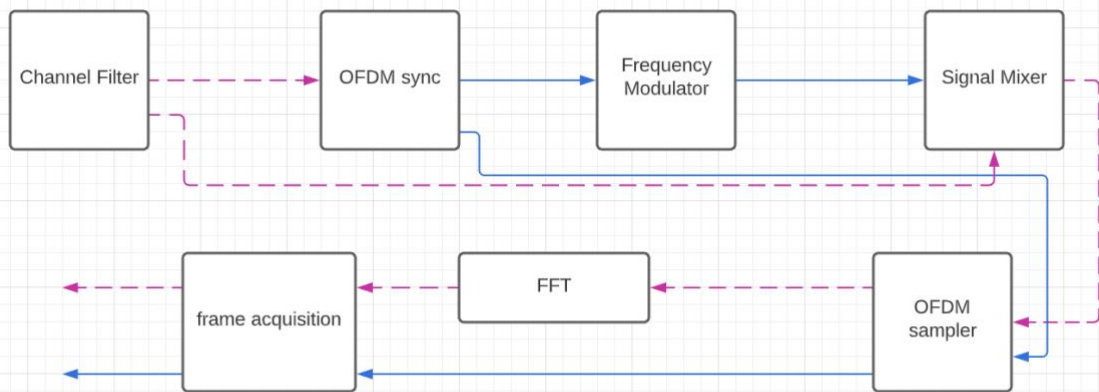 Channel Filter
OFDM sync
Frequency
Modulator
Signal Mixer
frame acquisition
FFT
OFDM
sampler